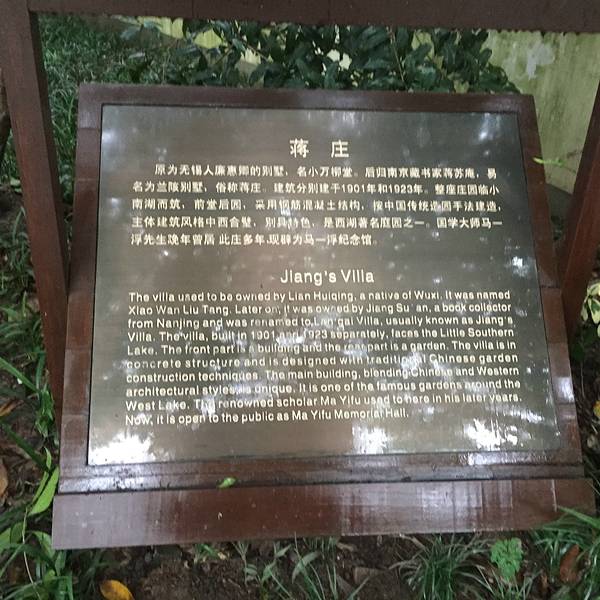 蒋庄
原为无锡人廉惠卿的别墅，名小万柳堂。后归南京藏书家蒋苏庵，易
名为兰陔别墅，俗称蒋庄。建筑分别建于1901年和1923年。整座庄园临小
南湖而筑，前堂后园，采用钢筋混凝土结构，按中国传统造园手法建造，
主体建筑风格中西合璧，别具特色，是西湖著名庭园之一。国学大师马一
浮先生晚年曾居此庄多年，现辟为马一浮纪念馆。
Jiang's Villa
The villa used to be owned by Lian Huiqing, a native of Wuxi. It was named
Xiao Wan Liu Tang. Later on, it was owned by Jiang Su' an, a book collector
from Nanjing and was renamed to Lan'gai Villa, usually known as Jiang's
Villa. The villa, built in 1901 and 1923 separately, faces the Little Southern
Lake. The front part is a building and the rear part is a garden. The villa is in
concrete structure and is designed with traditional Chinese garden
construction techniques. The main building, blending Chinese and Western
architectural styles, is unique. It is one of the famous gardens around the
West Lake. The renowned scholar Ma Yifu used to here in his later years.
Now, it is open to the public as Ma Yifu Memorial Hall.